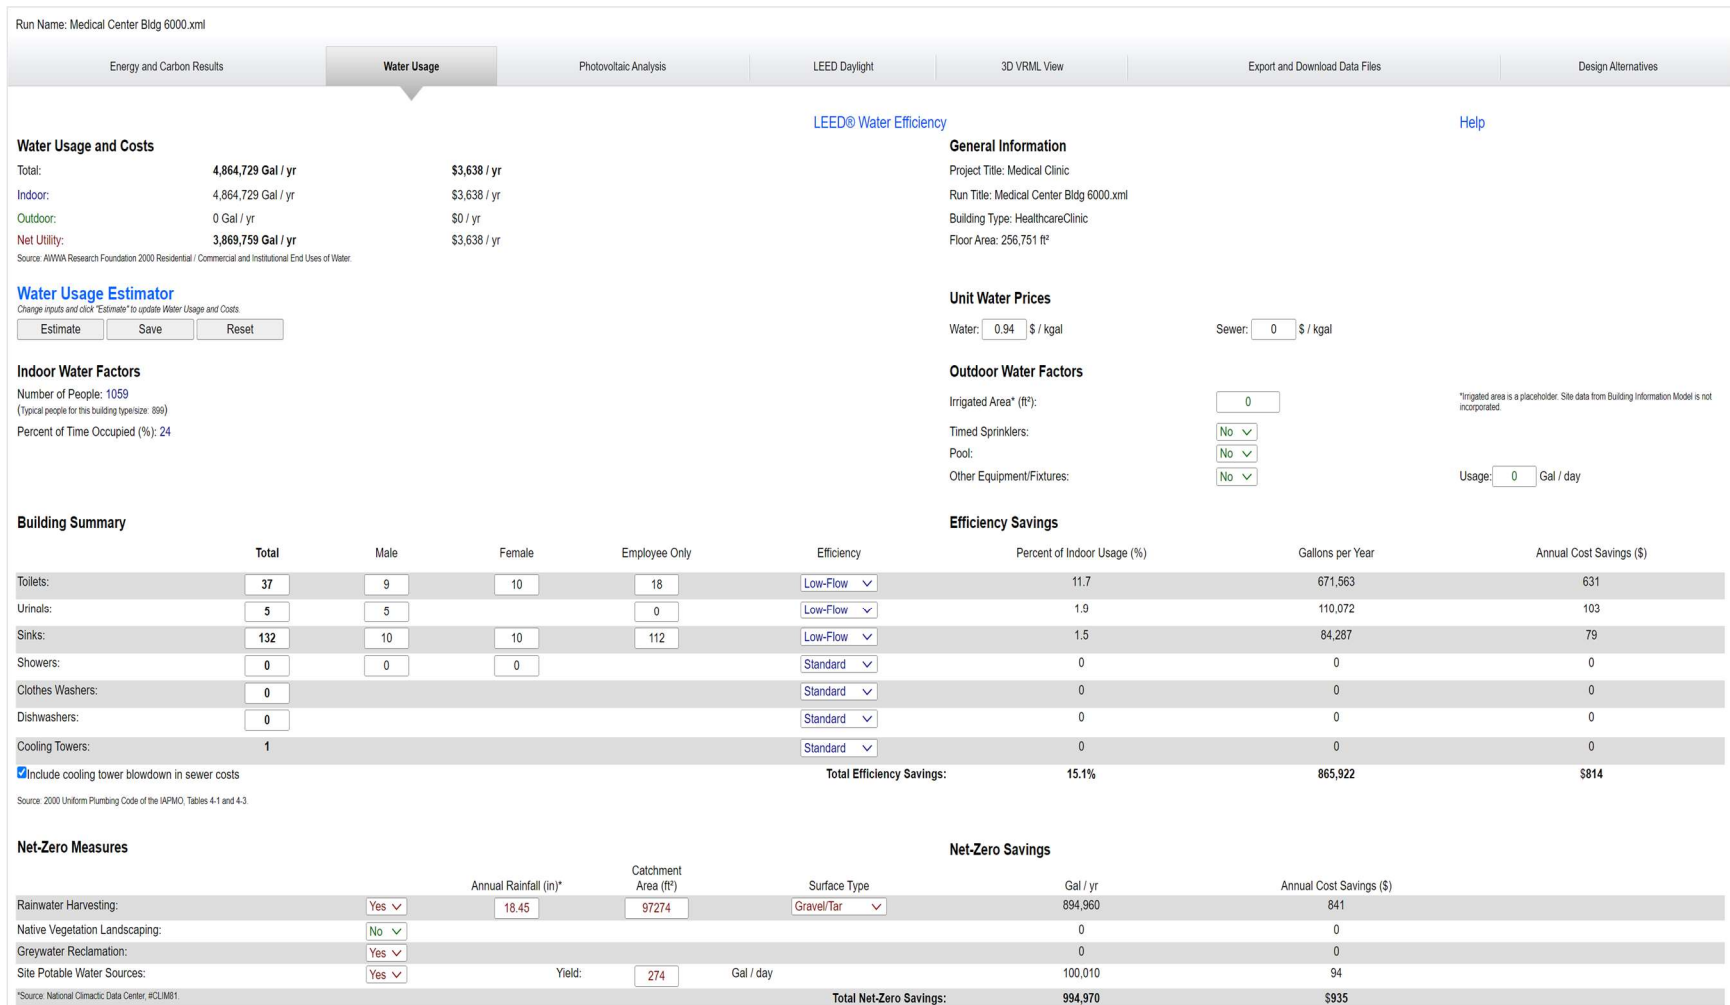 Run Name: Medical Center Bldg 6000.xml
Energy and Carbon Results Water Usage Photovoltaic Analysis LEED Daylight 3D VRML View Export and Download Data Files Design Alternatives
LEED® Water Efficiency Help
Water Usage and Costs General Information
Total: 4,864,729 Gal / yr $3,638 / yr Project Title: Medical Clinic
Indoor: 4,864,729 Gal / yr $3,638 / yr Run Title: Medical Center Bldg 6000.xml
Outdoor: 0 Gal / yr $0 / yr Building Type: HealthcareClinic
Net Utility: 3,869,759 Gal / yr $3,638 / yr Floor Area: 256,751 ft²
Source: AWWA Research Foundation 2000 Residential / Commercial and Institutional End Uses of Water.
Water Usage Estimator Unit Water Prices
Change inputs and click "Estimate" to update Water Usage and Costs.
Estimate Save Reset Water: 0.94 $ / kgal Sewer: 0 $ / kgal
Indoor Water Factors Outdoor Water Factors
Number of People: 1059 Irrigated Area* (ft²): 0 *Irrigated area is a placeholder. Site data from Building Information Model is not
incorporated.
(Typical people for this building type/size: 899)
Percent of Time Occupied (%): 24 Timed Sprinklers: No
Pool: No
Other Equipment/Fixtures: No Usage: 0 Gal / day
Building Summary Efficiency Savings
Total Male Female Employee Only Efficiency Percent of Indoor Usage (%) Gallons per Year Annual Cost Savings ($)
Toilets: 37 9 10 18 Low-Flow 11.7 671,563 631
Urinals: 5 5 0 Low-Flow 1.9 110,072 103
Sinks: 132 10 10 112 Low-Flow 1.5 84,287 79
Showers: 0 0 0 Standard 0 0 0
Clothes Washers: 0 Standard 0 0 0
Dishwashers: 0 Standard 0 0 0
Cooling Towers: 1 Standard 0 0 0
Include cooling tower blowdown in sewer costs Total Efficiency Savings: 15.1% 865,922 $814
Source: 2000 Uniform Plumbing Code of the IAPMO, Tables 4-1 and 4-3.
Net-Zero Measures Net-Zero Savings
Annual Rainfall (in)* Catchment Area (ft²) Surface Type Gal / yr Annual Cost Savings ($)
Rainwater Harvesting: Yes 18.45 97274 Gravel/Tar 894,960 841
Native Vegetation Landscaping: No 0 0
Greywater Reclamation: Yes 0 0
Site Potable Water Sources: Yes Yield: 274 Gal / day 100,010 94
*Source: National Climactic Data Center, #CLIM81. Total Net-Zero Savings: 994,970 $935